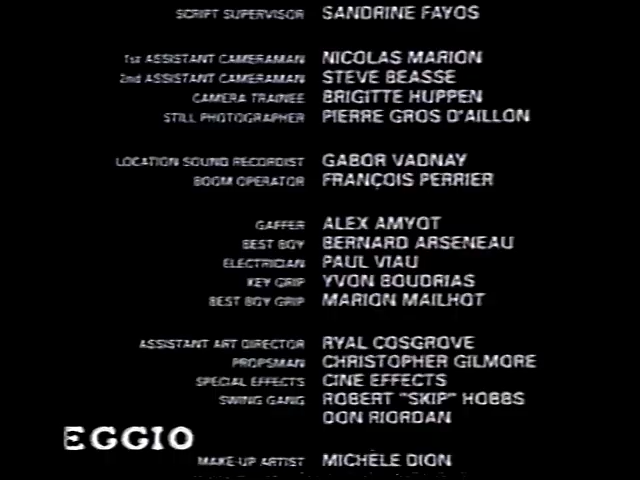 SCRIPT SUPERVISOR SANDRINE FAYOS
1st ASSISTANT CAMERAMAN NICOLAS MARION
2nd ASSISTANT CAMERAMAN STEVE BEASSE
CAMERA TRAINEE BRIGITTE HUPPEN
STILL PHOTOGRAPHER PIERRE GROS D'AILLON
LOCATION SOUND RECORDIST GABOR VADNAY
BOOM OPERATOR FRANÇOIS PERRIER
GAFFER ALEX AMYOT
BEST BOY BERNARD ARSENEAU
ELECTRICIAN PAUL VIAU
KEY GRIP YVON BOUDRIAS
BEST BOY GRIP MARION MAILHOT
ASSISTANT ART DIRECTOR RYAL COSGROVE
PROPSMAN CHRISTOPHER GILMORE
SPECIAL EFFECTS CINE EFFECTS
SWING GANG ROBERT "SKIP" HOBBS
DON RIORDAN
EGGIO
MAKE-UP ARTIST MICHÈLE DION